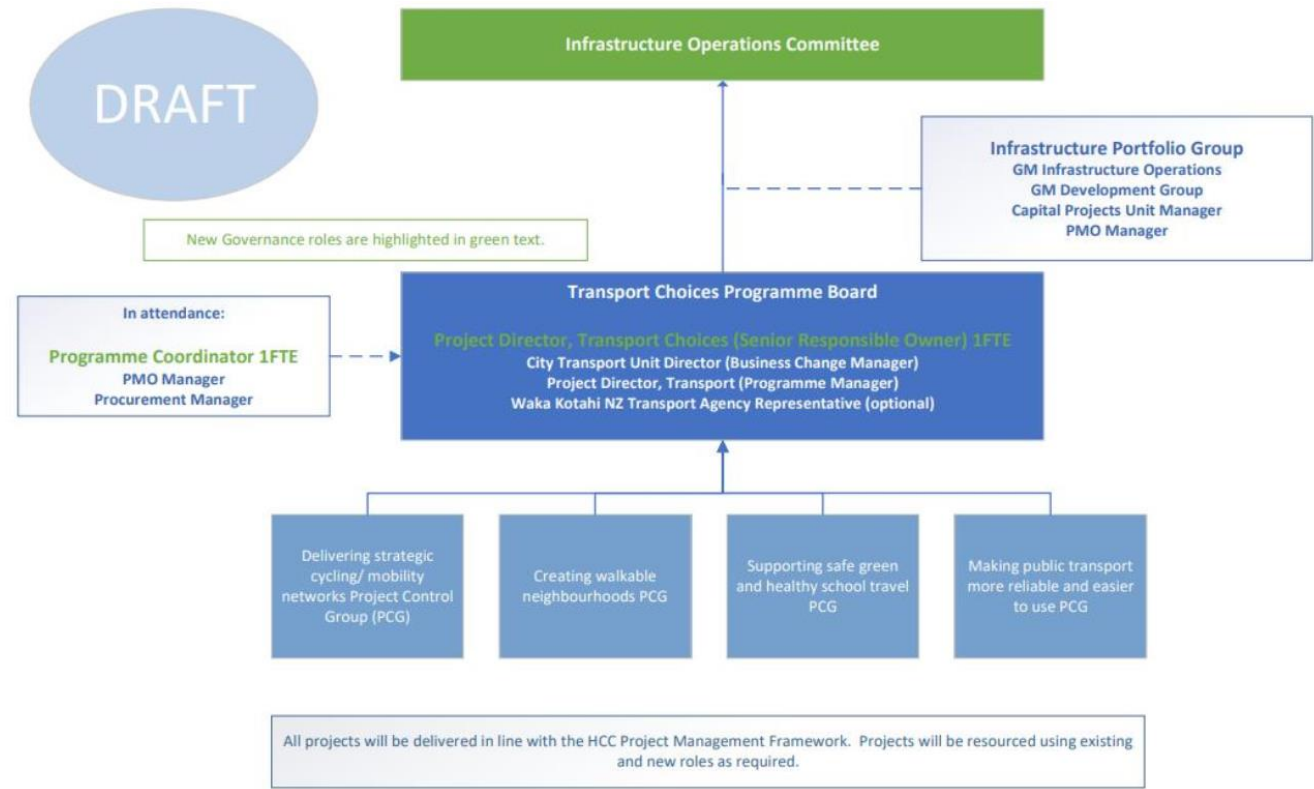 DRAFT
Infrastructure Operations Committee
Infrastructure Portfolio Group
GM Infrastructure Operations
GM Development Group
Capital Projects Unit Manager
PMO Manager
New Governance roles are highlighted in green text.
In attendance:
Programme Coordinator 1FTE
PMO Manager
Procurement Manager
Transport Choices Programme Board
Project Director, Transport Choices (Senior Responsible Owner) 1FTE
City Transport Unit Director (Business Change Manager)
Project Director, Transport (Programme Manager)
Waka Kotahi NZ Transport Agency Representative (optional)
Delivering strategic
cycling/ mobility
networks Project Control
Group (PCG)
Creating walkable
neighbourhoods PCG
Supporting safe green
and healthy school travel
PCG
Making public transport
more reliable and easier
to use PCG
All projects will be delivered in line with the HCC Project Management Framework.  Projects will be resourced using existing
and new roles as required.